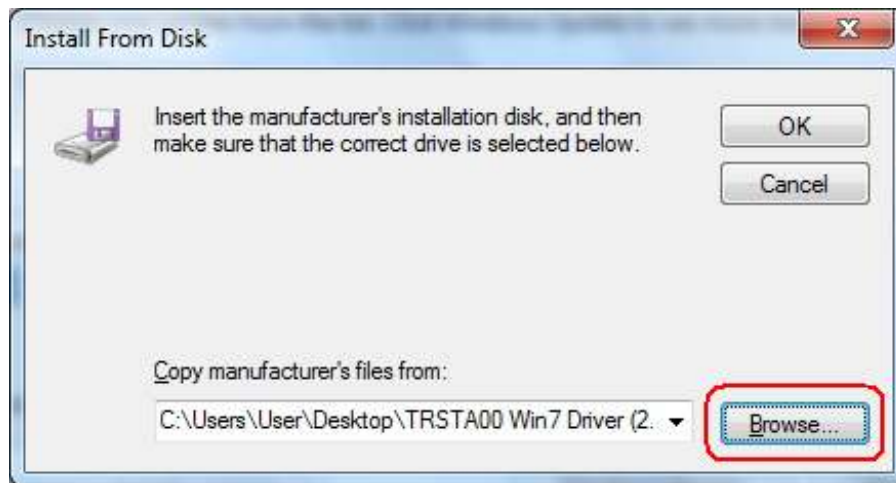 Install From Disk
Insert the manufacturer's installation disk, and then
make sure that the correct drive is selected below.
OK
Cancel
Copy manufacturer's files from:
C:\Users\User\Desktop\TRSTA00 Win7 Driver (2.
Browse...